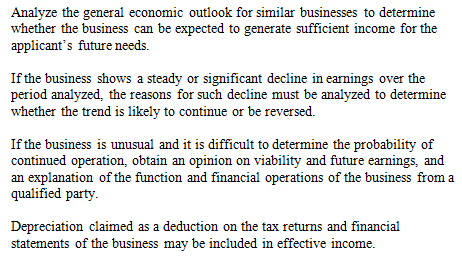 Analyze the general economic outlook for similar businesses to determine
whether the business can be expected to generate sufficient income for the
applicant's future needs.
If the business shows a steady or significant decline in earnings over the
period analyzed, the reasons for such decline must be analyzed to determine
whether the trend is likely to continue or be reversed.
If the business is unusual and it is difficult to determine the probability of
continued operation, obtain an opinion on viability and future earnings, and
an explanation of the function and financial operations of the business from a
qualified party.
Depreciation claimed as a deduction on the tax returns and financial
statements of the business may be included in effective income.